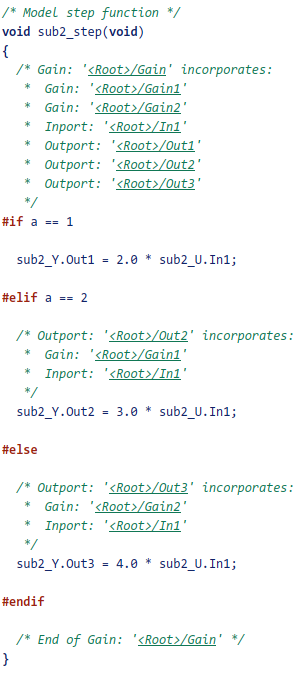 /* Model step function */
void sub2_step(void)
{
  /* Gain: '<Root>/Gain' incorporates:
   *  Gain: '<Root>/Gain1'
   *  Gain: '<Root>/Gain2'
   *  Inport: '<Root>/In1'
   *  Outport: '<Root>/Out1'
   *  Outport: '<Root>/Out2'
   *  Outport: '<Root>/Out3'
   */
#if a == 1
  sub2_Y.Out1 = 2.0 * sub2_U.In1;
#elif a == 2
  /* Outport: '<Root>/Out2' incorporates:
   *  Gain: '<Root>/Gain1'
   *  Inport: '<Root>/In1'
   */
  sub2_Y.Out2 = 3.0 * sub2_U.In1;
#else
  /* Outport: '<Root>/Out3' incorporates:
   *  Gain: '<Root>/Gain2'
   *  Inport: '<Root>/In1'
   */
  sub2_Y.Out3 = 4.0 * sub2_U.In1;
#endif
  /* End of Gain: '<Root>/Gain' */
}